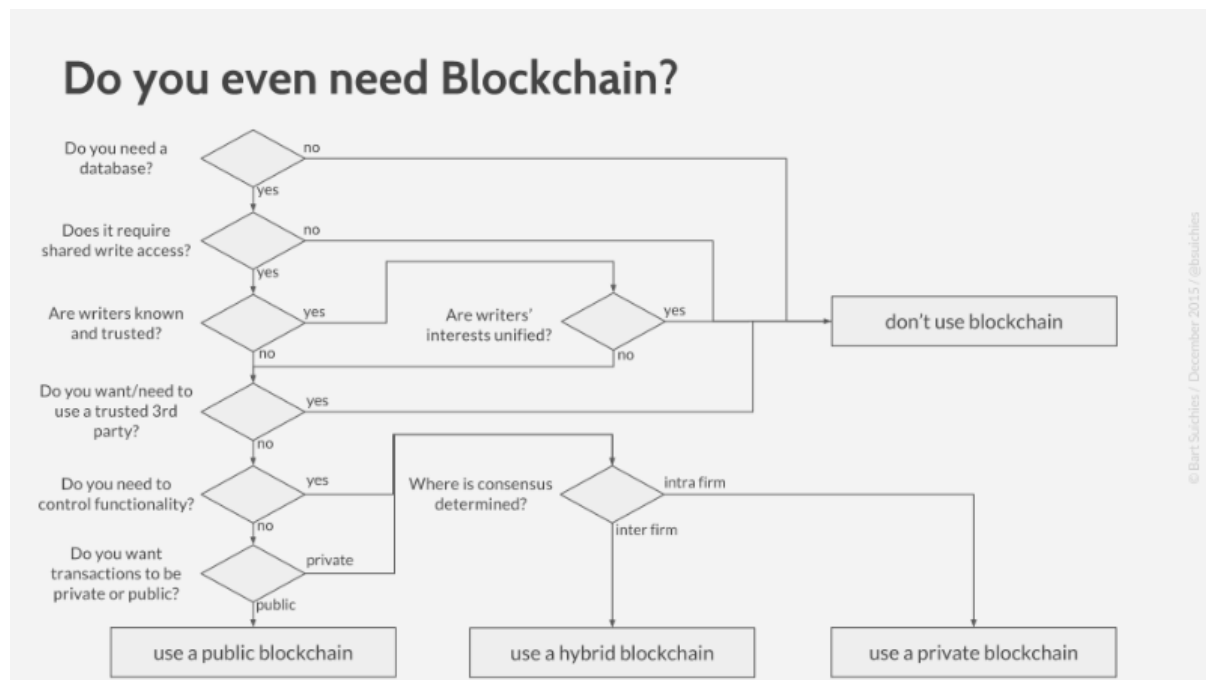 Do you even need Blockchain?
Do you need a
database?
no
yes
Does it require
shared write access?
no
yes
Are writers known
and trusted?
yes
no
Are writers'
interests unified?
yes
no
don't use blockchain
Do you want/need to
use a trusted 3rd
party?
yes
no
Do you need to
control functionality?
yes
no
Where is consensus
determined?
intra firm
inter firm
Do you want
transactions to be
private or public?
private
public
use a public blockchain
use a hybrid blockchain
use a private blockchain
© Bart Suichies / December 2015 / @bsuichies